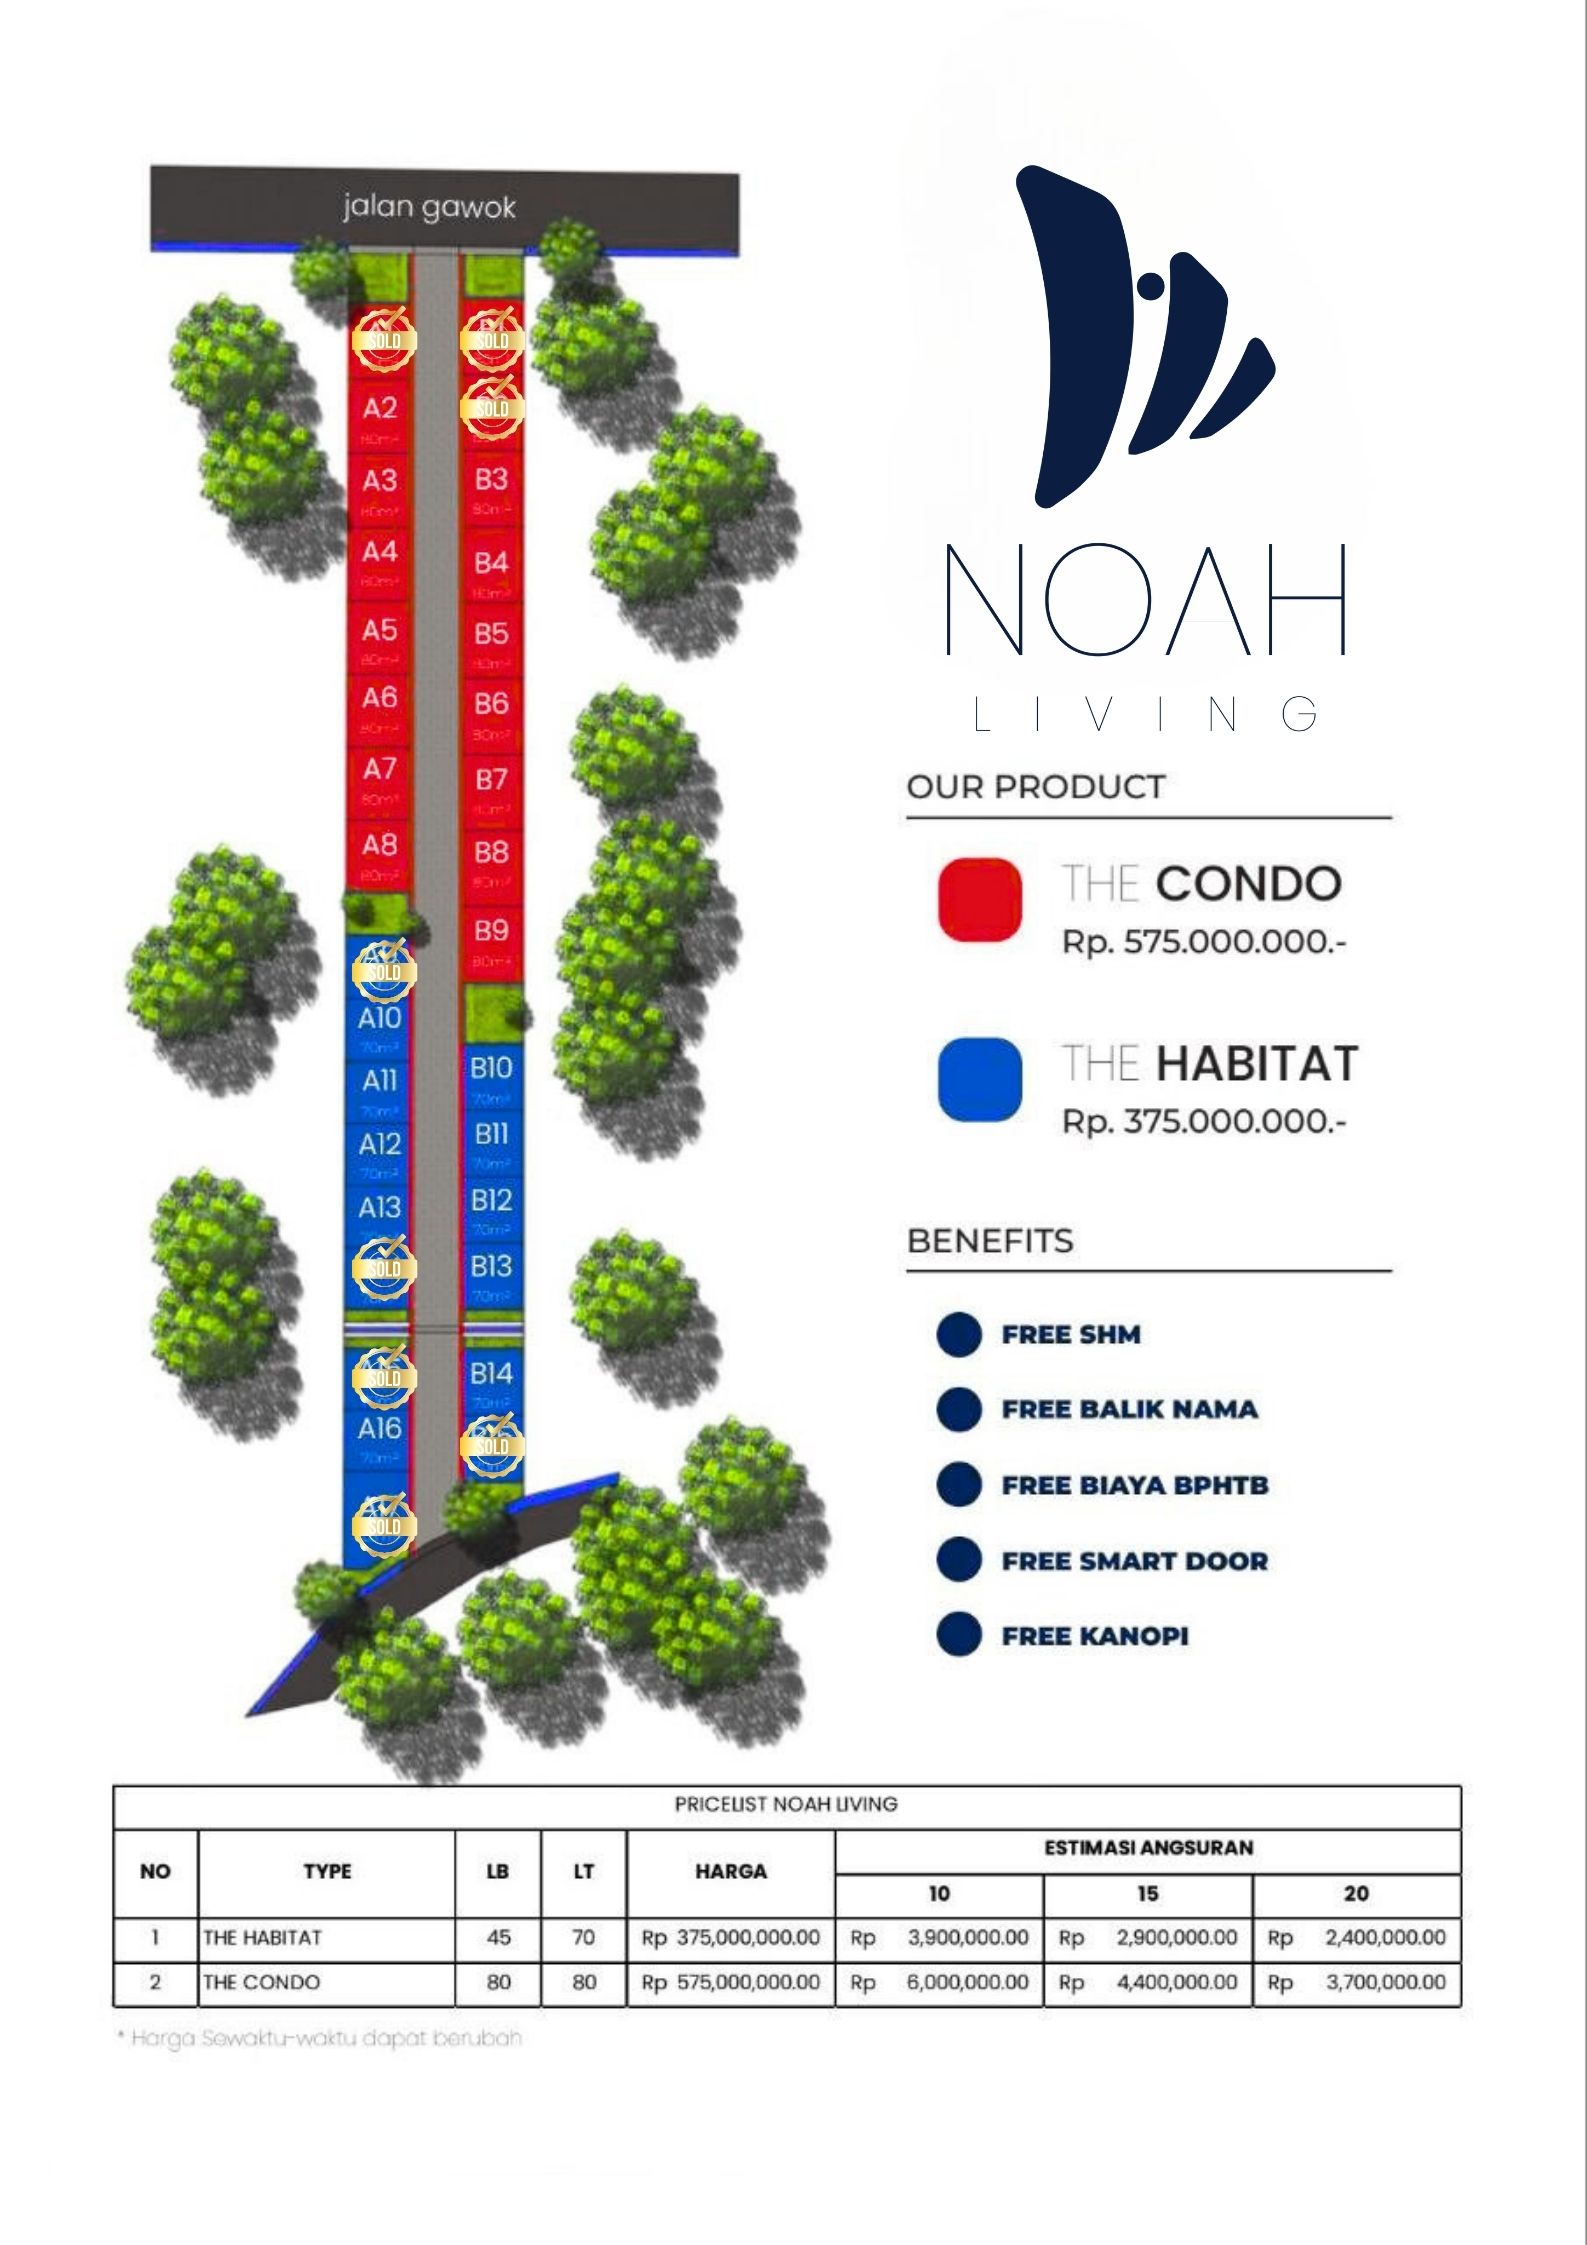 jalan gawok
SOLD
SOLD
A2
SOLD
80m²
A3
B3
80m²
80m²
A4
B4
80m²
80m²
A5
B5
80m²
80m²
A6
B6
80m²
80m²
A7
B7
80m²
A8
B8
80m²
80m²
B9
80m²
SOLD
A10
70m²
B10
A11
70m²
70m²
B11
A12
70m²
70m²
B12
A13
70m²
SOLD
B13
70m²
SOLD
B14
70m²
A16
SOLD
70m²
SOLD
NOAH
LIVING
OUR PRODUCT
THE CONDO
Rp. 575.000.000.-
THE HABITAT
Rp. 375.000.000.-
BENEFITS
FREE SHM
FREE BALIK NAMA
FREE BIAYA BPHTB
FREE SMART DOOR
FREE KANOPI
PRICELIST NOAH LIVING
NO TYPE LB LT HARGA ESTIMASI ANGSURAN
10 15 20
1 THE HABITAT 45 70 Rp 375,000,000.00 Rp 3,900,000.00 Rp 2,900,000.00 Rp 2,400,000.00
2 THE CONDO 80 80 Rp 575,000,000.00 Rp 6,000,000.00 Rp 4,400,000.00 Rp 3,700,000.00
* Harga Sewaktu-waktu dapat berubah